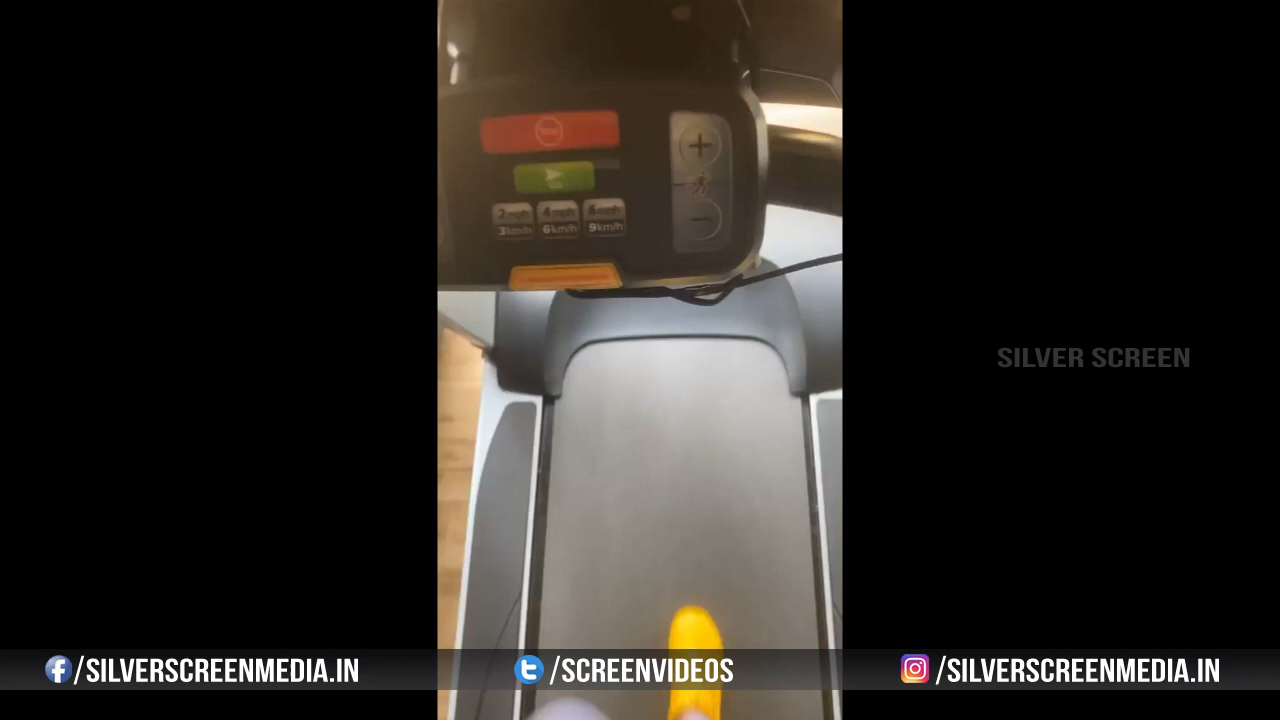 2mph
3km/h
4mph
6km/h
6mph
9km/h
SILVER SCREEN
/SILVERSCREENMEDIA.IN
/SCREENVIDEOS
/SILVERSCREENMEDIA.IN